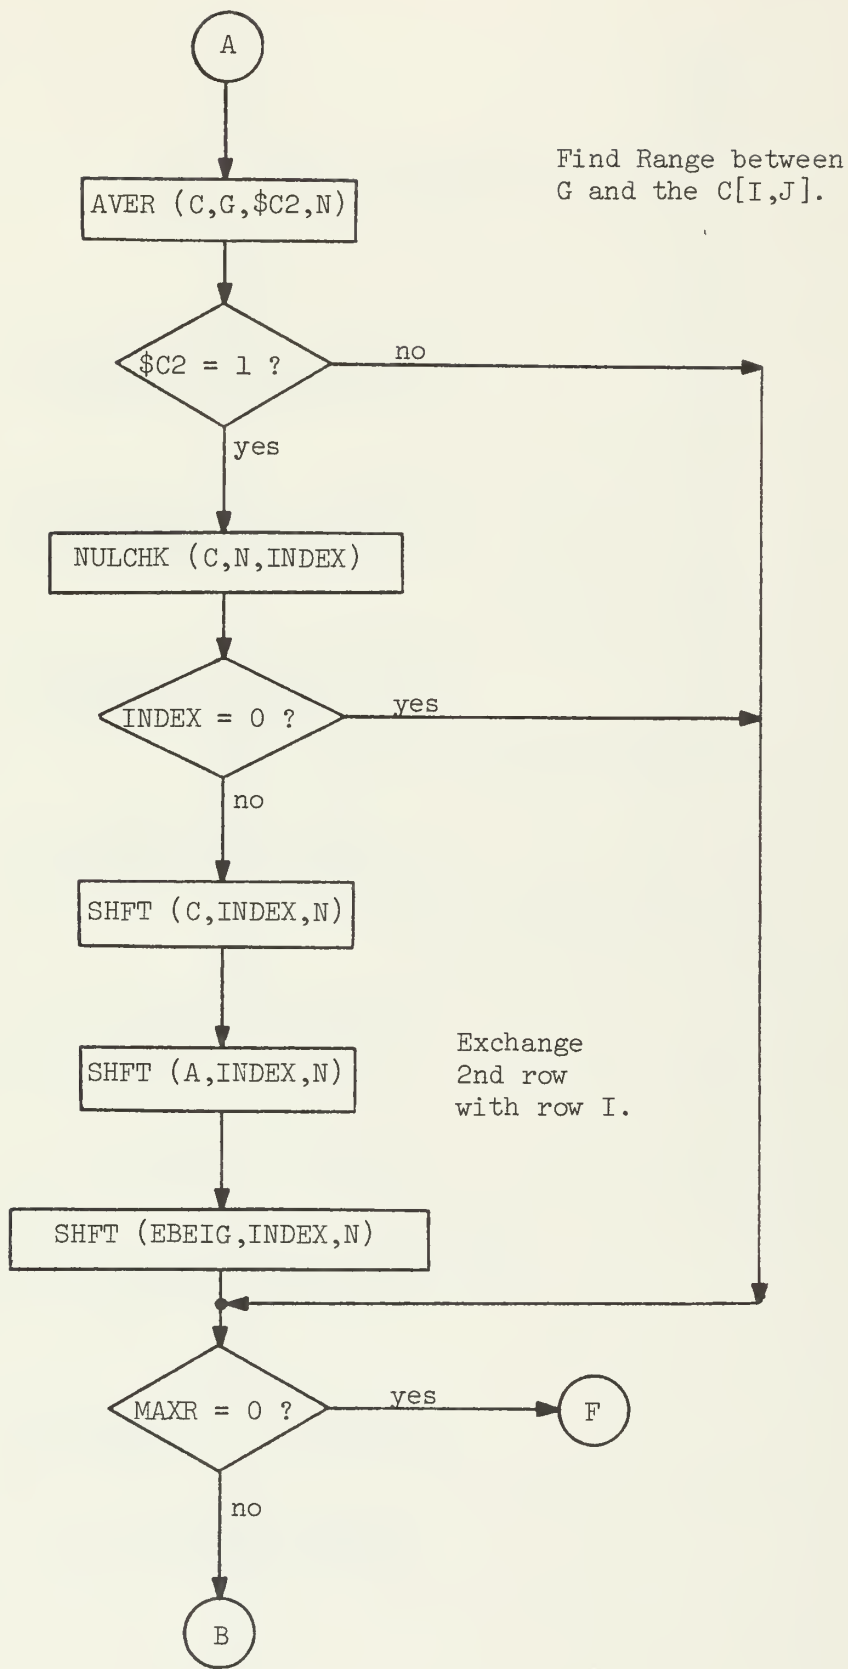 A
Find Range between
G and the C[I,J].
AVER (C,G,$C2,N)
$C2 = 1 ?
no
yes
NULCHK (C,N,INDEX)
INDEX = 0 ?
yes
no
SHFT (C,INDEX,N)
SHFT (A,INDEX,N)
Exchange
2nd row
with row I.
SHFT (EBEIG,INDEX,N)
MAXR = 0 ?
yes
F
no
B